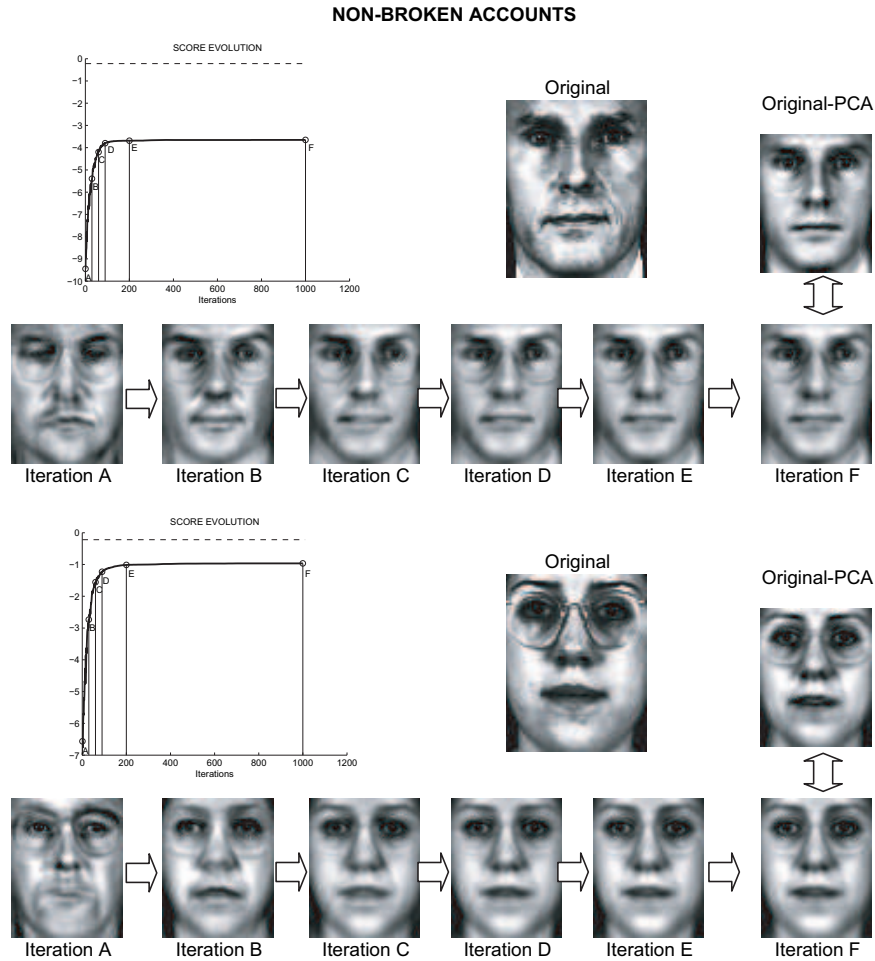 NON-BROKEN ACCOUNTS
SCORE EVOLUTION
0
−1
−2
−3
−4
−5
−6
−7
−8
−9
−10
A
B
C
D
E
F
0 200 400 600 800 1000 1200
Iterations
Original
Original-PCA
Iteration A Iteration B Iteration C Iteration D Iteration E Iteration F
SCORE EVOLUTION
0
−1
−2
−3
−4
−5
−6
−7
A
B
C
D
E
F
0 200 400 600 800 1000 1200
Iterations
Original
Original-PCA
Iteration A Iteration B Iteration C Iteration D Iteration E Iteration F